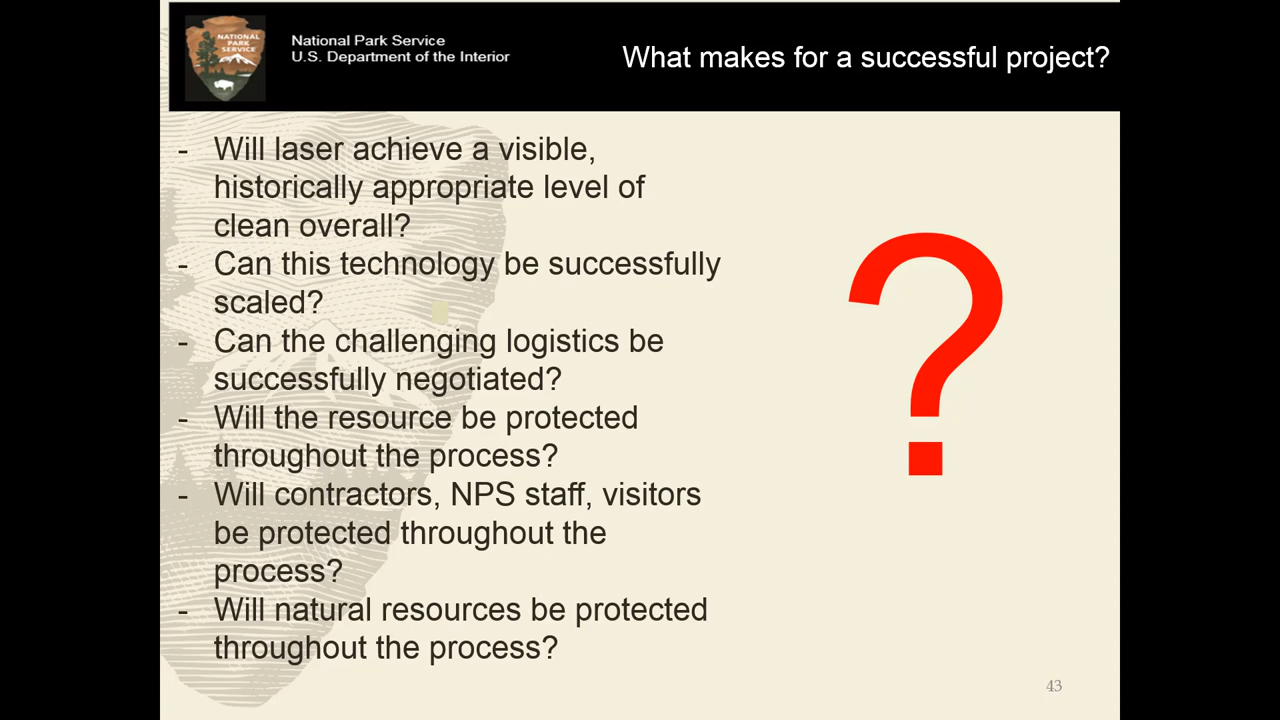 NATIONAL
PARK
SERVICE
National Park Service
U.S. Department of the Interior
What makes for a successful project?
- Will laser achieve a visible,
historically appropriate level of
clean overall?
- Can this technology be successfully
scaled?
- Can the challenging logistics be
successfully negotiated?
- Will the resource be protected
throughout the process?
- Will contractors, NPS staff, visitors
be protected throughout the
process?
- Will natural resources be protected
throughout the process?
?
43